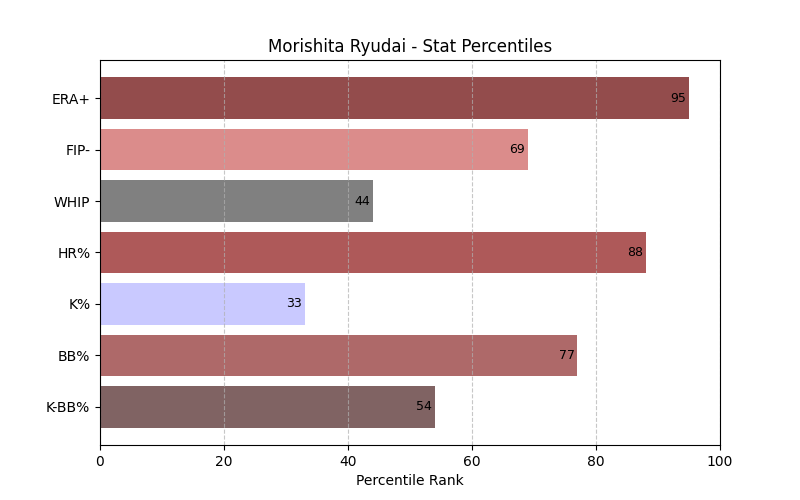 Morishita Ryudai - Stat Percentiles
ERA+ 95
FIP- 69
WHIP 44
HR% 88
K% 33
BB% 77
K-BB% 54
0 20 40 60 80 100
Percentile Rank